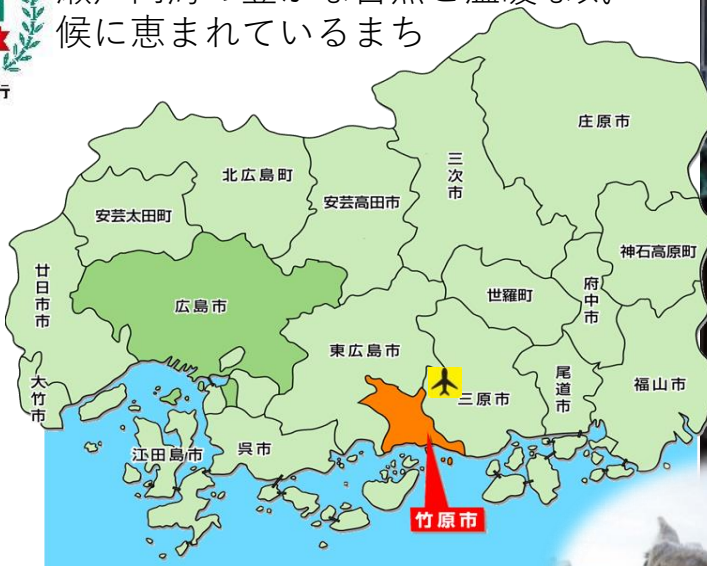 候に恵まれているまち
行
庄原市
三次市
北広島町
安芸高田市
安芸太田町
神石高原町
廿日市市
府中市
世羅町
広島市
東広島市
尾道市
福山市
三原市
大竹市
江田島市
呉市
竹原市